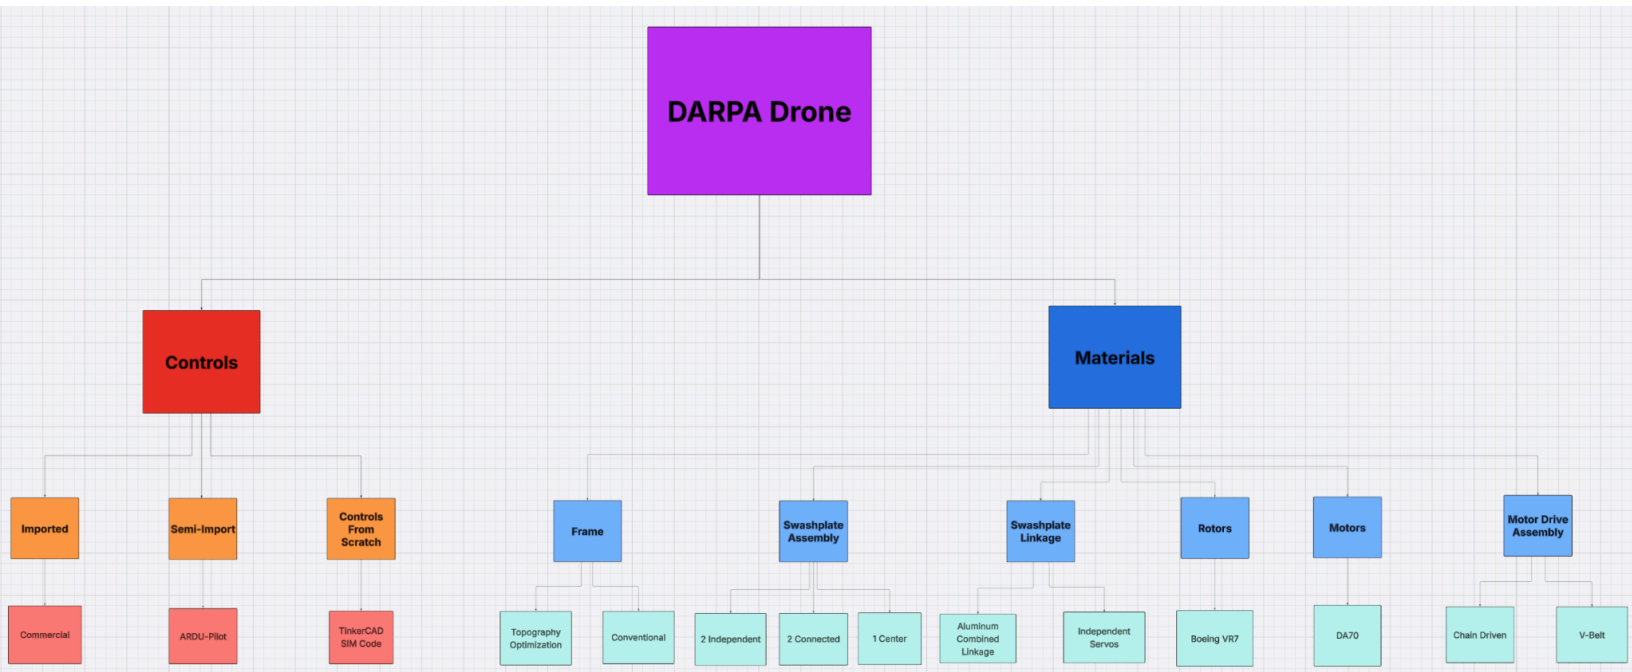 DARPA Drone
Controls
Materials
Imported
Semi-Import
Controls
From
Scratch
Frame
Swashplate
Assembly
Swashplate
Linkage
Rotors
Motors
Motor Drive
Assembly
Commercial
ARDU-Pilot
TinkerCAD
SIM Code
Topography
Optimization
Conventional
2 Independent
2 Connected
1 Center
Aluminum
Combined
Linkage
Independent
Servos
Boeing VR7
DA70
Chain Driven
V-Belt